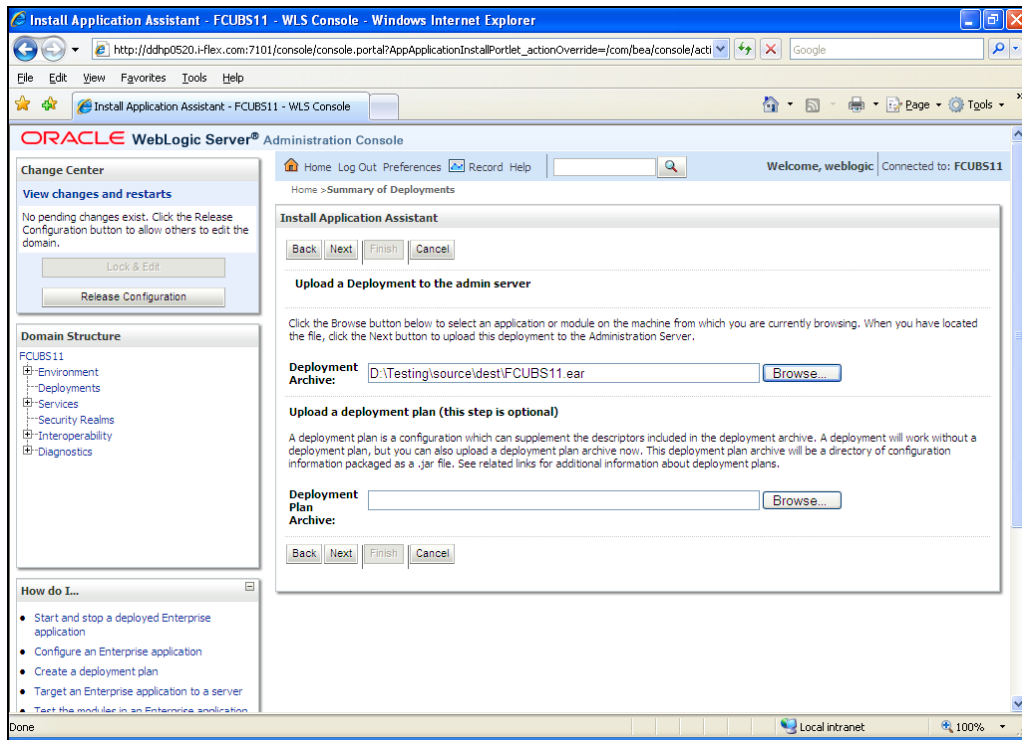 Install Application Assistant - FCUBS11 - WLS Console - Windows Internet Explorer
http://ddhp0520.i-flex.com:7101/console/console.portal?AppApplicationInstallPortlet_actionOverride=/com/bea/console/acti
Google
File Edit View Favorites Tools Help
Install Application Assistant - FCUBS11 - WLS Console
Page Tools »
ORACLE WebLogic Server® Administration Console
Change Center
View changes and restarts
No pending changes exist. Click the Release
Configuration button to allow others to edit the
domain.
Lock & Edit
Release Configuration
Domain Structure
FCUBS11
Environment
Deployments
Services
Security Realms
Interoperability
Diagnostics
How do I...
Start and stop a deployed Enterprise
application
Configure an Enterprise application
Create a deployment plan
Target an Enterprise application to a server
Test the modules in an Enterprise application
Home Log Out Preferences Record Help
Welcome, weblogic Connected to: FCUBS11
Home >Summary of Deployments
Install Application Assistant
Back Next Finish Cancel
Upload a Deployment to the admin server
Click the Browse button below to select an application or module on the machine from which you are currently browsing. When you have located
the file, click the Next button to upload this deployment to the Administration Server.
Deployment
Archive: D:\Testing\source\dest\FCUBS11.ear Browse...
Upload a deployment plan (this step is optional)
A deployment plan is a configuration which can supplement the descriptors included in the deployment archive. A deployment will work without a
deployment plan, but you can also upload a deployment plan archive now. This deployment plan archive will be a directory of configuration
information packaged as a .jar file. See related links for additional information about deployment plans.
Deployment
Plan Browse...
Archive:
Back Next Finish Cancel
Done Local intranet 100%